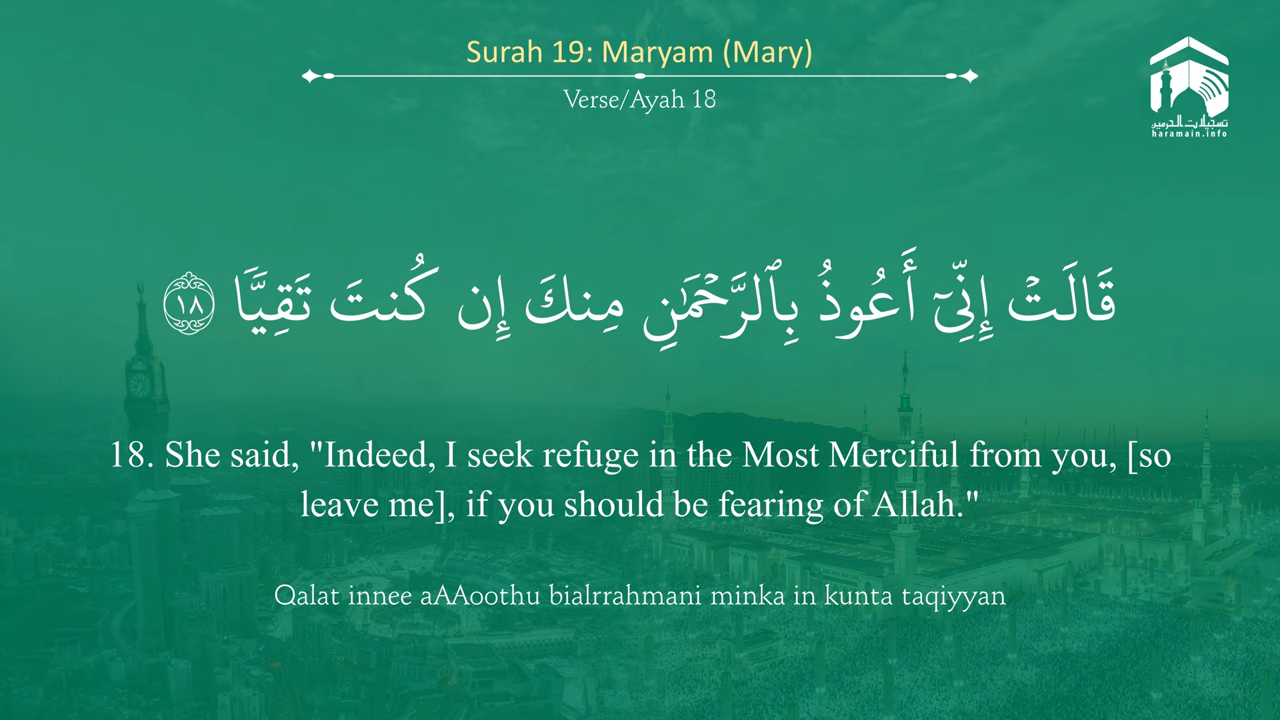 Surah 19: Maryam (Mary)
Verse/Ayah 18
تسجيلات الحرمين
haramain.info
قَالَتۡ إِنِّيٓ أَعُوذُ بِٱلرَّحۡمَٰنِ مِنكَ إِن كُنتَ تَقِيّٗا ١٨
18. She said, "Indeed, I seek refuge in the Most Merciful from you, [so
leave me], if you should be fearing of Allah."
Qalat innee aAAoothu bialrrahmani minka in kunta taqiyyan